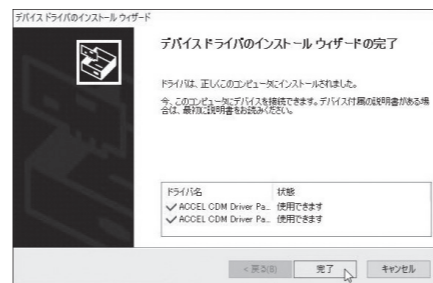 デバイスドライバのインストール ウィザード
デバイスドライバのインストール ウィザードの完了
ドライバは、正しくこのコンピュータにインストールされました。
今、このコンピュータにデバイスを接続できます。デバイス付属の説明書がある場
合は、最初に説明書をお読みください。
ドライバ名 状態
ACCEL CDM Driver Pa... 使用できます
ACCEL CDM Driver Pa... 使用できます
< 戻る(B) 完了 キャンセル